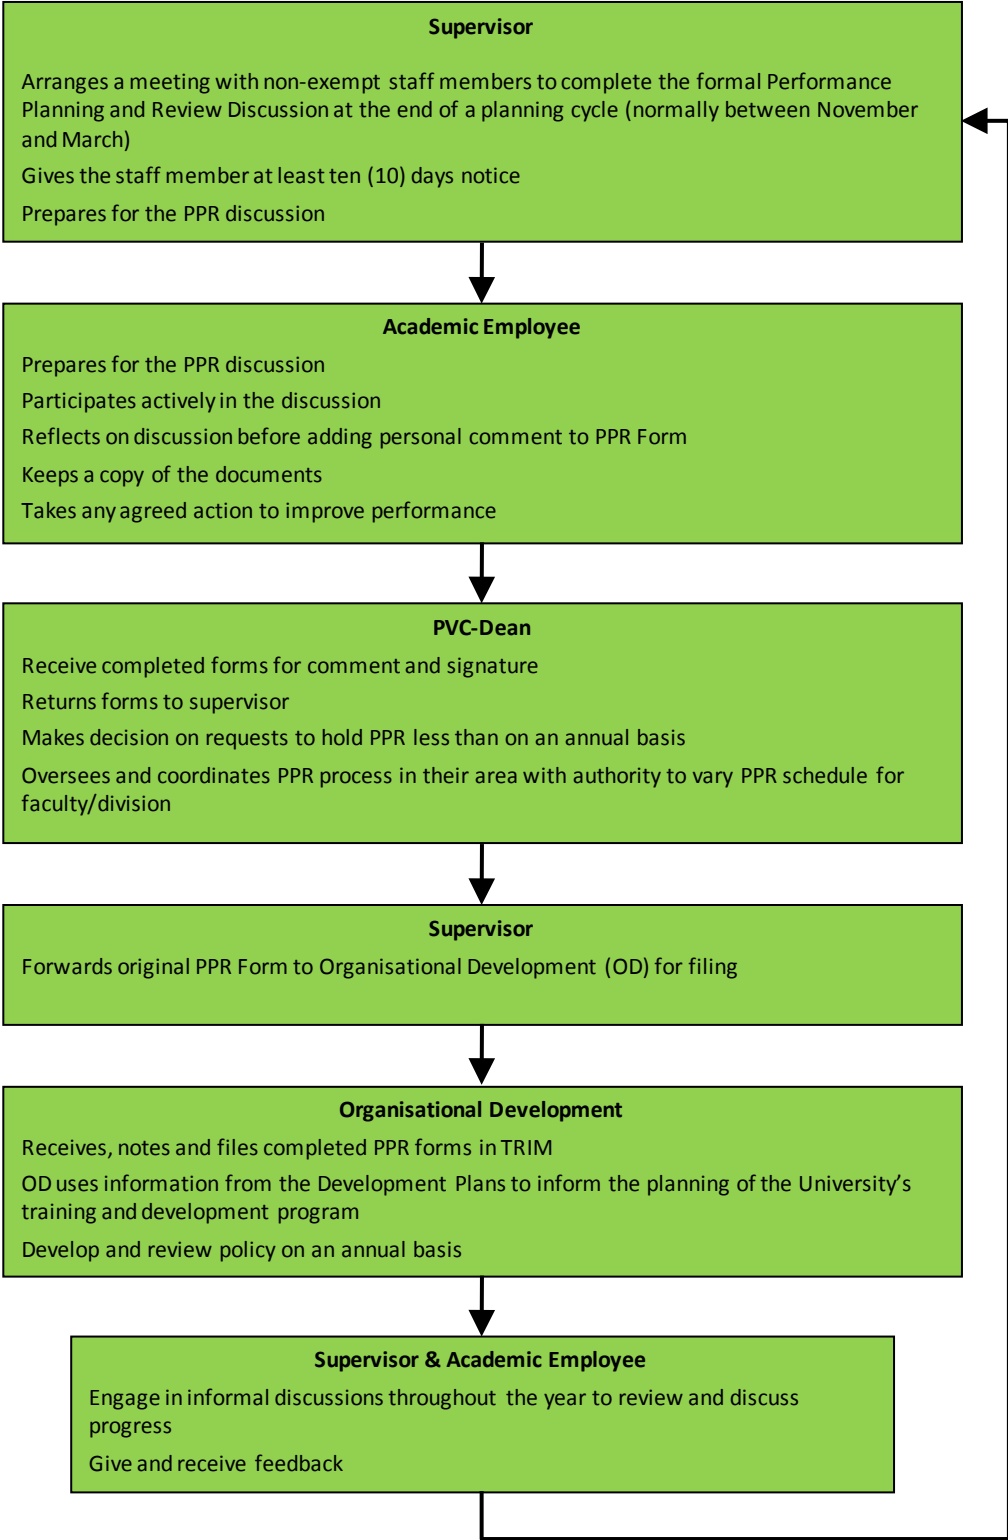 Supervisor
Arranges a meeting with non-exempt staff members to complete the formal Performance
Planning and Review Discussion at the end of a planning cycle (normally between November
and March)
Gives the staff member at least ten (10) days notice
Prepares for the PPR discussion
Academic Employee
Prepares for the PPR discussion
Participates actively in the discussion
Reflects on discussion before adding personal comment to PPR Form
Keeps a copy of the documents
Takes any agreed action to improve performance
PVC-Dean
Receive completed forms for comment and signature
Returns forms to supervisor
Makes decision on requests to hold PPR less than on an annual basis
Oversees and coordinates PPR process in their area with authority to vary PPR schedule for
faculty/division
Supervisor
Forwards original PPR Form to Organisational Development (OD) for filing
Organisational Development
Receives, notes and files completed PPR forms in TRIM
OD uses information from the Development Plans to inform the planning of the University’s
training and development program
Develop and review policy on an annual basis
Supervisor & Academic Employee
Engage in informal discussions throughout the year to review and discuss
progress
Give and receive feedback